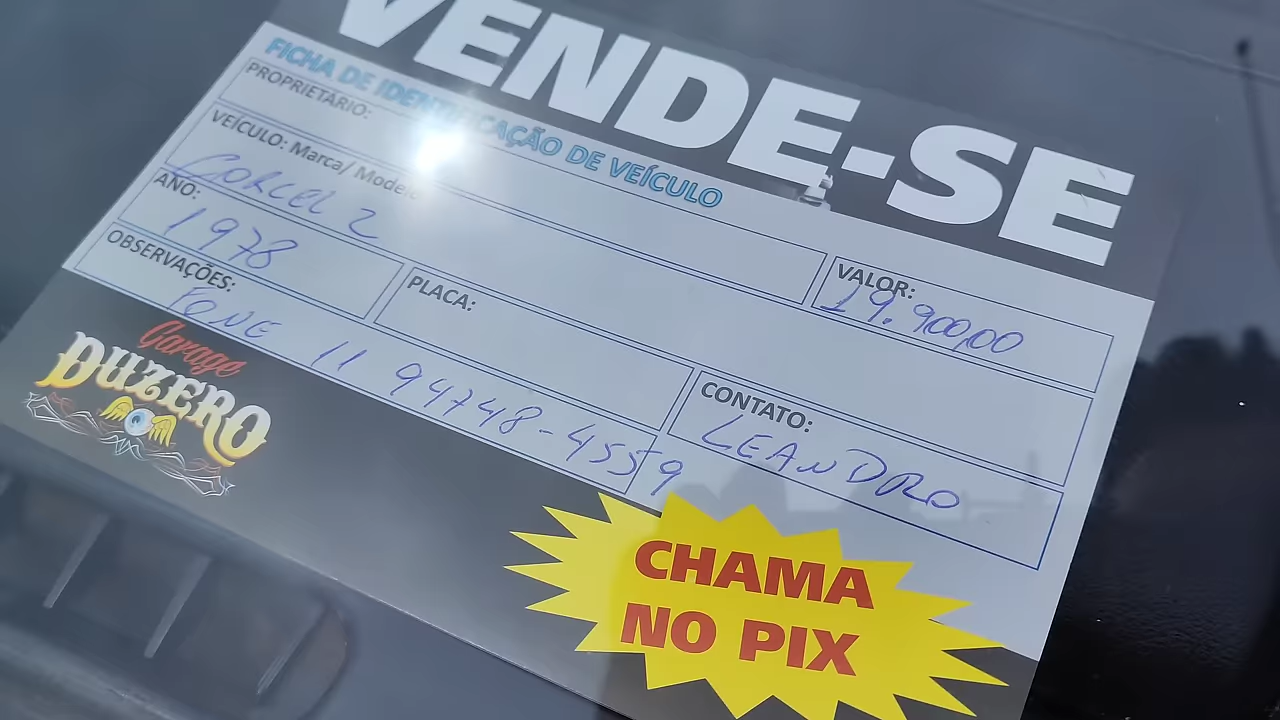 VENDE-SE
FICHA DE IDENTIFICAÇÃO DE VEÍCULO
PROPRIETÁRIO:
VEÍCULO: Marca/ Modelo
CORCEL 2
VALOR:
19.900,00
ANO:
1978
PLACA:
CONTATO:
LEANDRO
OBSERVAÇÕES:
FONE 11 94748-4559
Garage
DUZERO
CHAMA
NO PIX